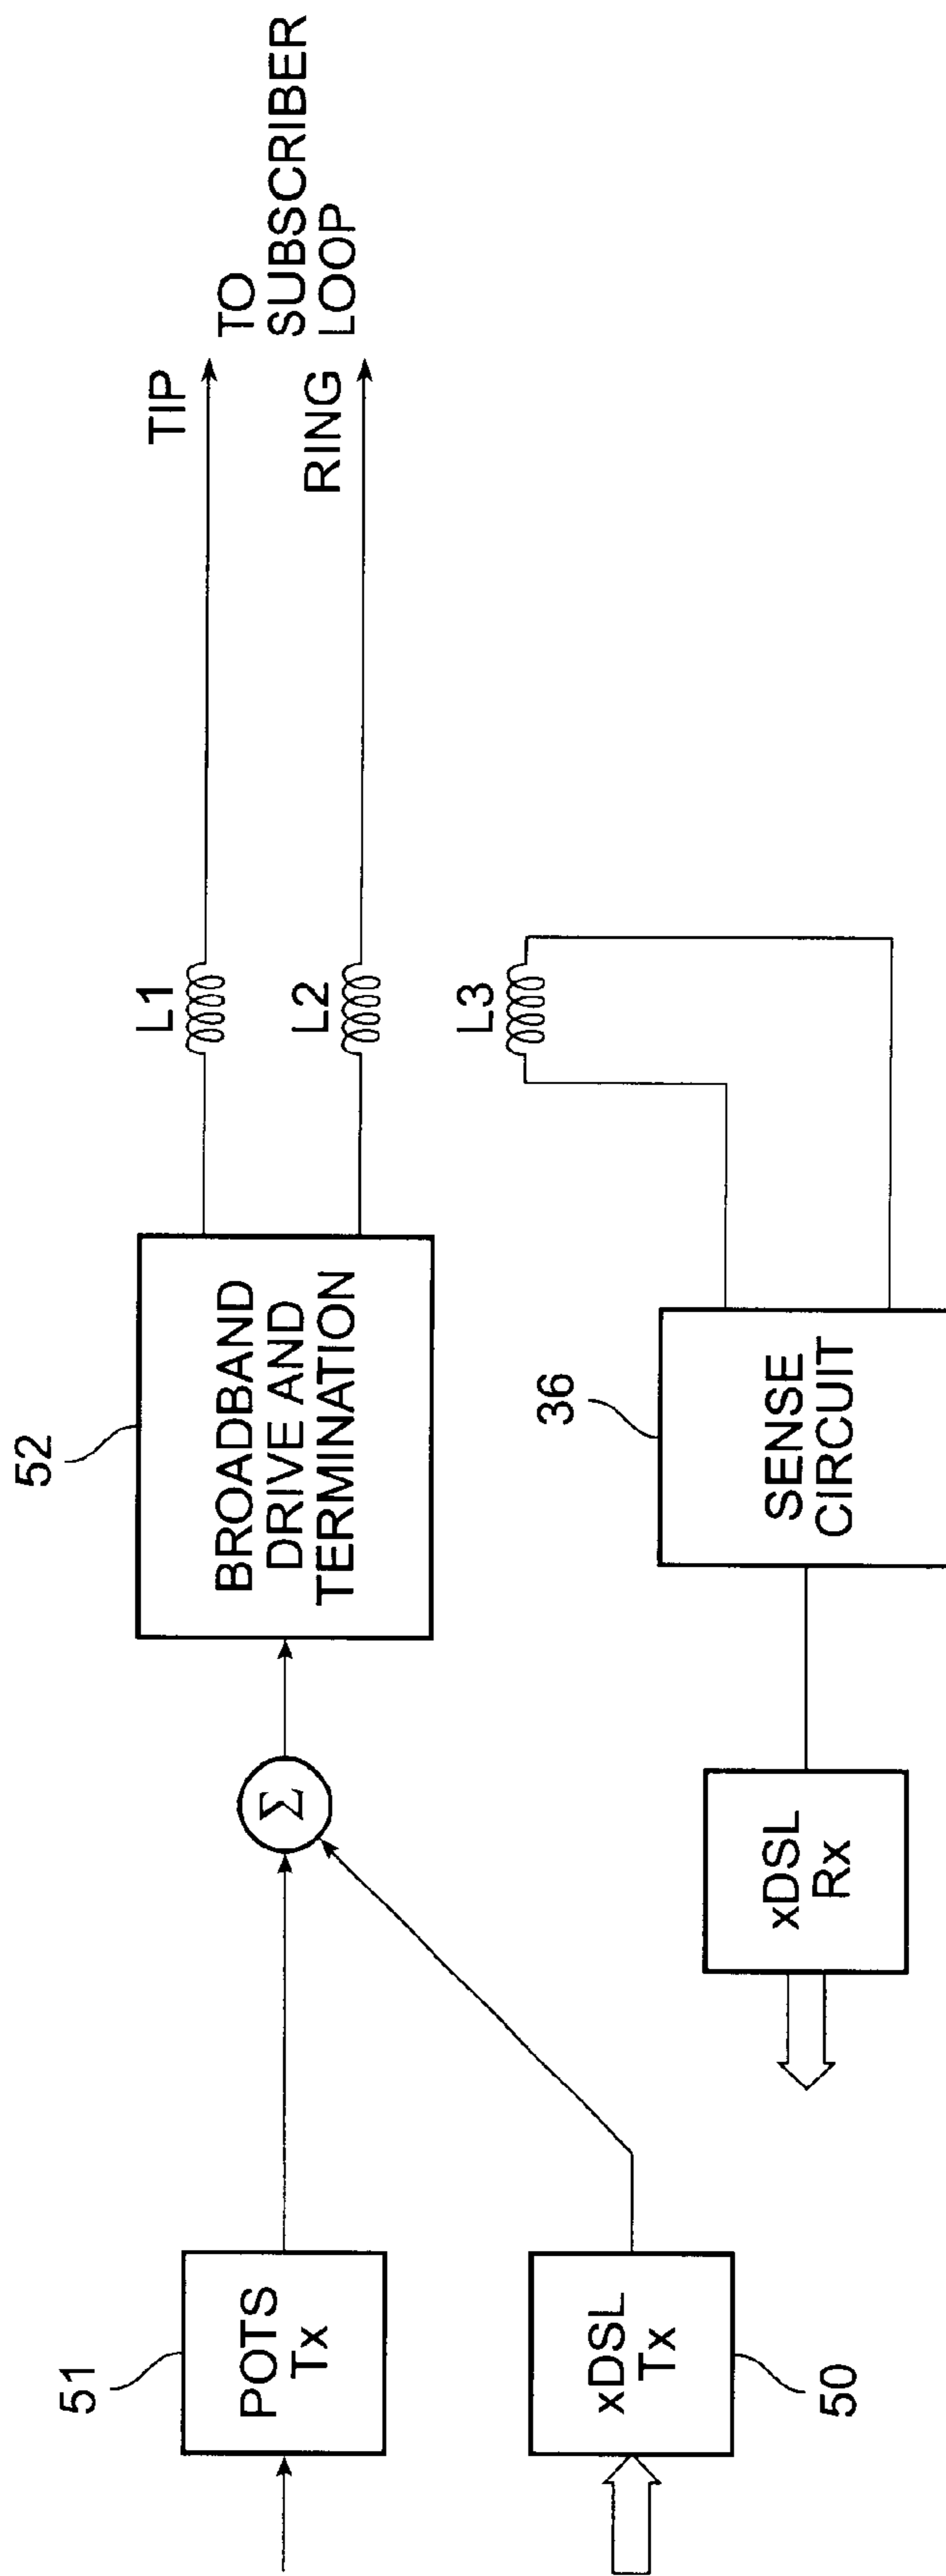 51
POTS
Tx
Σ
52
BROADBAND
DRIVE AND
TERMINATION
L1
L2
TIP
RING
TO
SUBSCRIBER
LOOP
xDSL
Tx
50
xDSL
Rx
36
SENSE
CIRCUIT
L3